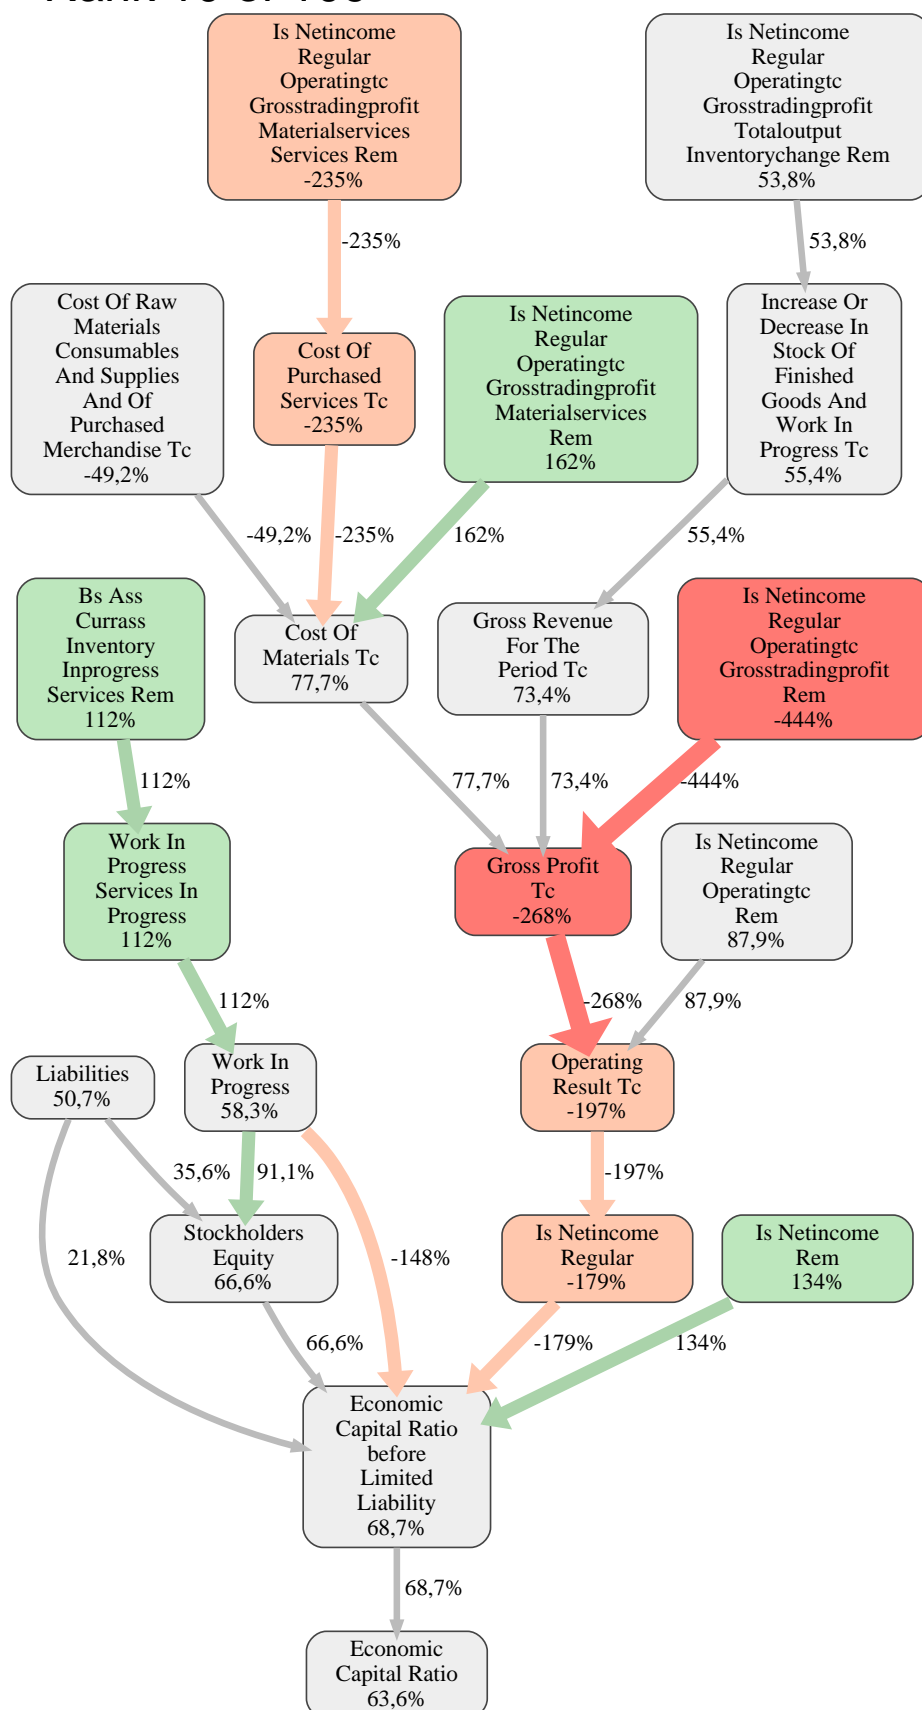 Is Netincome
Regular
Operatingtc
Grosstradingprofit
Materialservices
Services Rem
-235%
Is Netincome
Regular
Operatingtc
Grosstradingprofit
Totaloutput
Inventorychange Rem
53,8%
-235%
53,8%
Cost Of Raw
Materials
Consumables
And Supplies
And Of
Purchased
Merchandise Tc
-49,2%
Cost Of
Purchased
Services Tc
-235%
Is Netincome
Regular
Operatingtc
Grosstradingprofit
Materialservices
Rem
162%
Increase Or
Decrease In
Stock Of
Finished
Goods And
Work In
Progress Tc
55,4%
-49,2%
-235%
162%
55,4%
Bs Ass
Currass
Inventory
Inprogress
Services Rem
112%
Cost Of
Materials Tc
77,7%
Gross Revenue
For The
Period Tc
73,4%
Is Netincome
Regular
Operatingtc
Grosstradingprofit
Rem
-444%
112%
77,7%
73,4%
-444%
Work In
Progress
Services In
Progress
112%
Gross Profit
Tc
-268%
Is Netincome
Regular
Operatingtc
Rem
87,9%
112%
-268%
87,9%
Liabilities
50,7%
Work In
Progress
58,3%
Operating
Result Tc
-197%
35,6%
91,1%
-197%
Stockholders
Equity
66,6%
Is Netincome
Regular
-179%
Is Netincome
Rem
134%
21,8%
-148%
66,6%
-179%
134%
Economic
Capital Ratio
before
Limited
Liability
68,7%
68,7%
Economic
Capital Ratio
63,6%